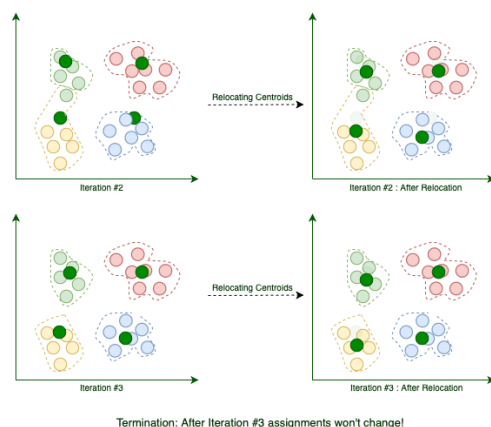 Relocating Centroids
Iteration #2
Iteration #2 : After Relocation
Relocating Centroids
Iteration #3
Iteration #3 : After Relocation
Termination: After Iteration #3 assignments won't change!